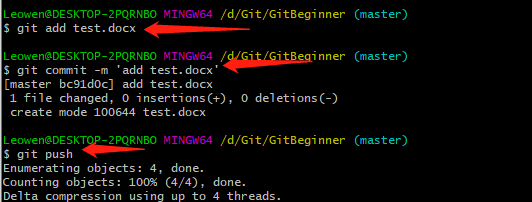 Leowen@DESKTOP-2PQRNBO MINGW64 /d/Git/GitBeginner (master)
$ git add test.docx
Leowen@DESKTOP-2PQRNBO MINGW64 /d/Git/GitBeginner (master)
$ git commit -m 'add test.docx'
[master bc91d0c] add test.docx
 1 file changed, 0 insertions(+), 0 deletions(-)
 create mode 100644 test.docx
Leowen@DESKTOP-2PQRNBO MINGW64 /d/Git/GitBeginner (master)
$ git push
Enumerating objects: 4, done.
Counting objects: 100% (4/4), done.
Delta compression using up to 4 threads.